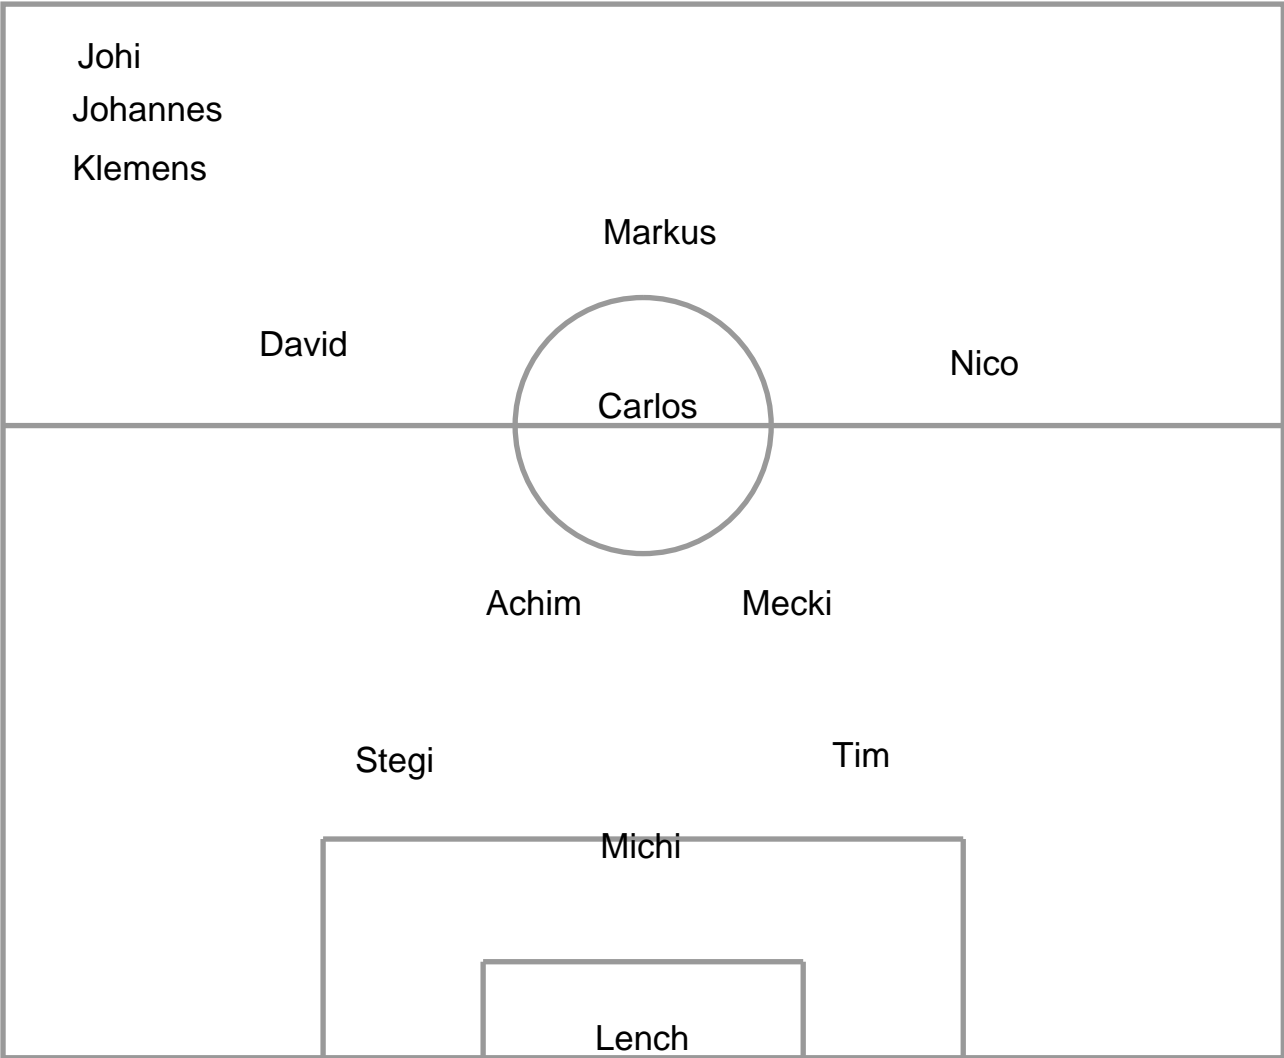 Johi
Johannes
Klemens
Markus
David
Nico
Carlos
Achim
Mecki
Stegi
Tim
Michi
Lench